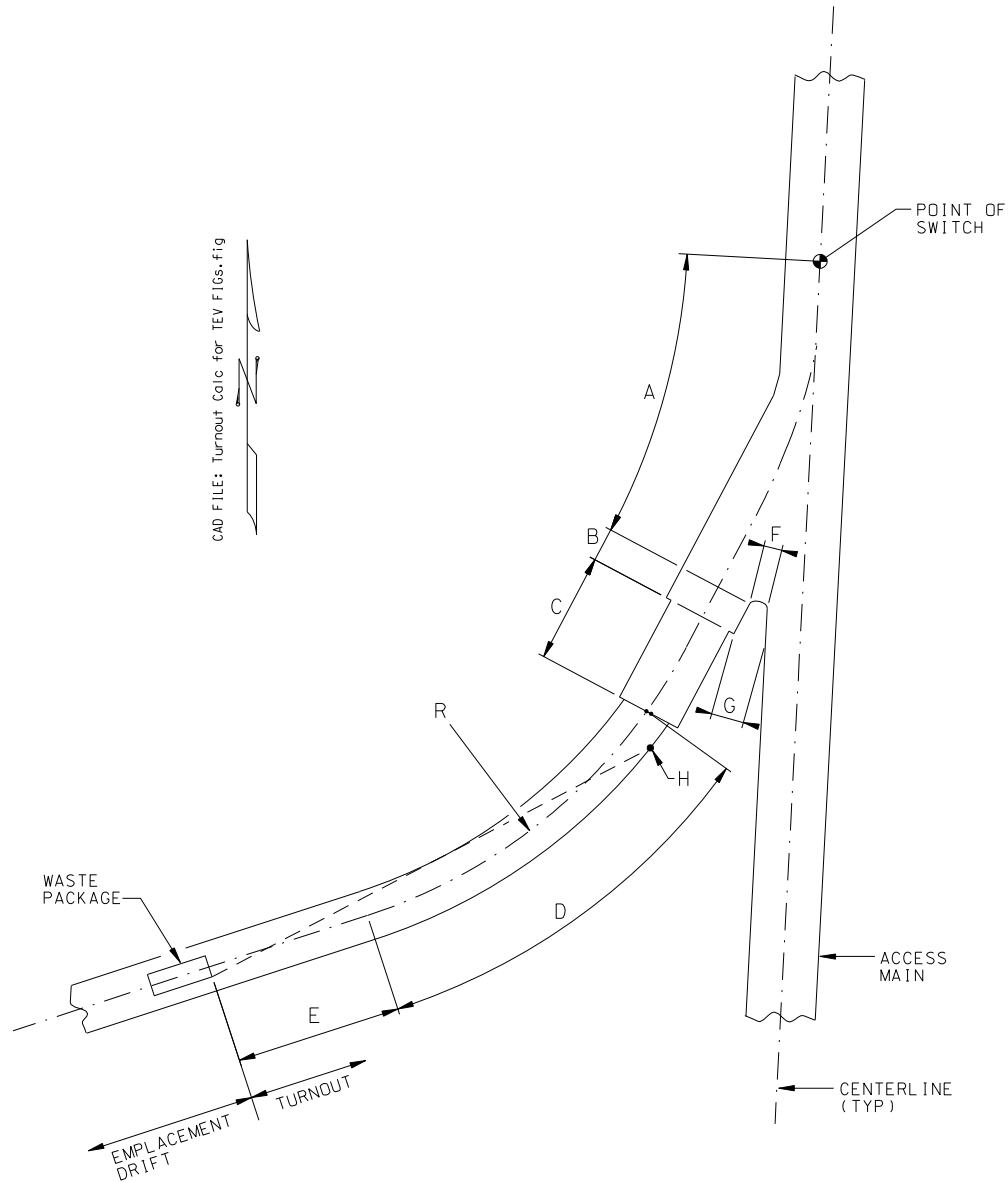 POINT OF
SWITCH
CAD FILE: Turnout Calc for TEV FIGs.fig
N
A
B
F
C
G
R
H
WASTE
PACKAGE
D
ACCESS
MAIN
E
TURNOUT
CENTERLINE
(TYP)
EMPLACEMENT
DRIFT